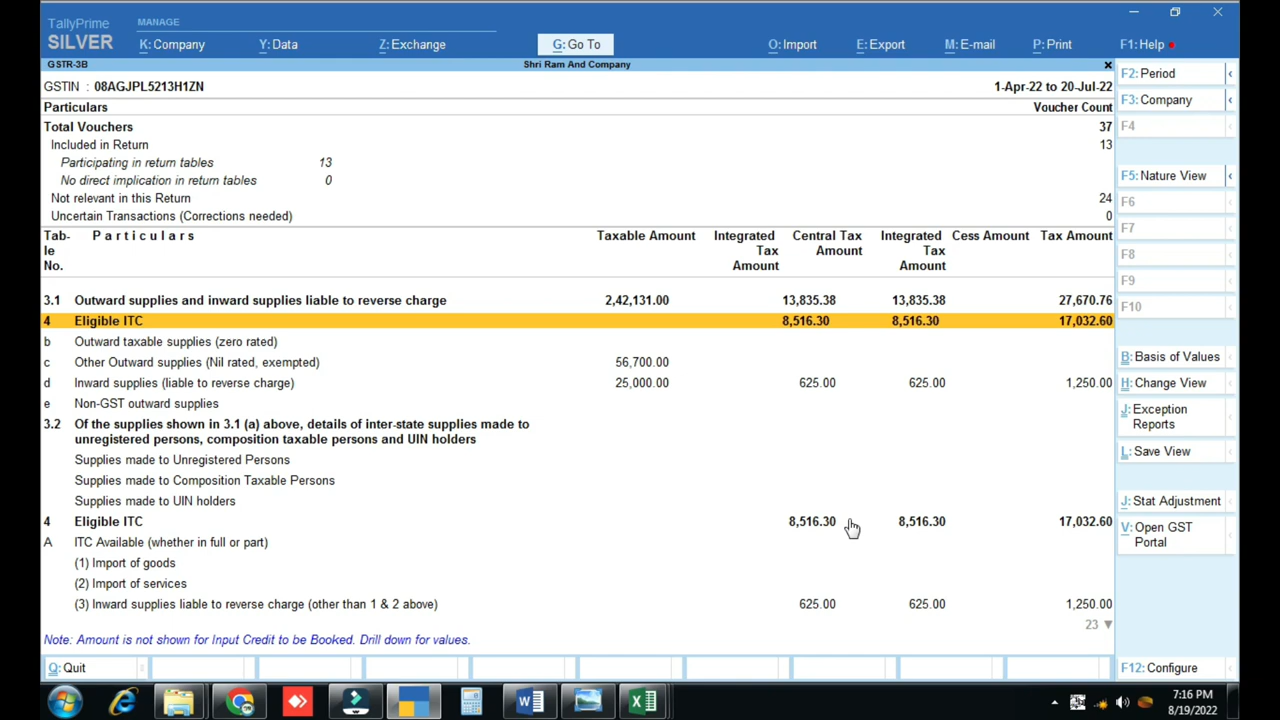 TallyPrime
MANAGE
SILVER
K: Company
Y: Data
Z: Exchange
G: Go To
O: Import
E: Export
M: E-mail
P: Print
F1: Help
GSTR-3B
Shri Ram And Company
GSTIN : 08AGJPL5213H1ZN
1-Apr-22 to 20-Jul-22
Particulars
Voucher Count
Total Vouchers 37
Included in Return 13
Participating in return tables 13
No direct implication in return tables 0
Not relevant in this Return 24
Uncertain Transactions (Corrections needed) 0
Tab- Particulars Taxable Amount Integrated Central Tax Integrated Cess Amount Tax Amount
le Tax Amount Tax
No. Amount Amount
3.1 Outward supplies and inward supplies liable to reverse charge 2,42,131.00 13,835.38 13,835.38 27,670.76
4 Eligible ITC 8,516.30 8,516.30 17,032.60
b Outward taxable supplies (zero rated)
c Other Outward supplies (Nil rated, exempted) 56,700.00
d Inward supplies (liable to reverse charge) 25,000.00 625.00 625.00 1,250.00
e Non-GST outward supplies
3.2 Of the supplies shown in 3.1 (a) above, details of inter-state supplies made to
unregistered persons, composition taxable persons and UIN holders
Supplies made to Unregistered Persons
Supplies made to Composition Taxable Persons
Supplies made to UIN holders
4 Eligible ITC 8,516.30 8,516.30 17,032.60
A ITC Available (whether in full or part)
(1) Import of goods
(2) Import of services
(3) Inward supplies liable to reverse charge (other than 1 & 2 above) 625.00 625.00 1,250.00
23 ▼
Note: Amount is not shown for Input Credit to be Booked. Drill down for values.
Q: Quit
F2: Period
F3: Company
F4
F5: Nature View
F6
F7
F8
F9
F10
B: Basis of Values
H: Change View
J: Exception
Reports
L: Save View
J: Stat Adjustment
V: Open GST
Portal
F12: Configure
7:16 PM
8/19/2022